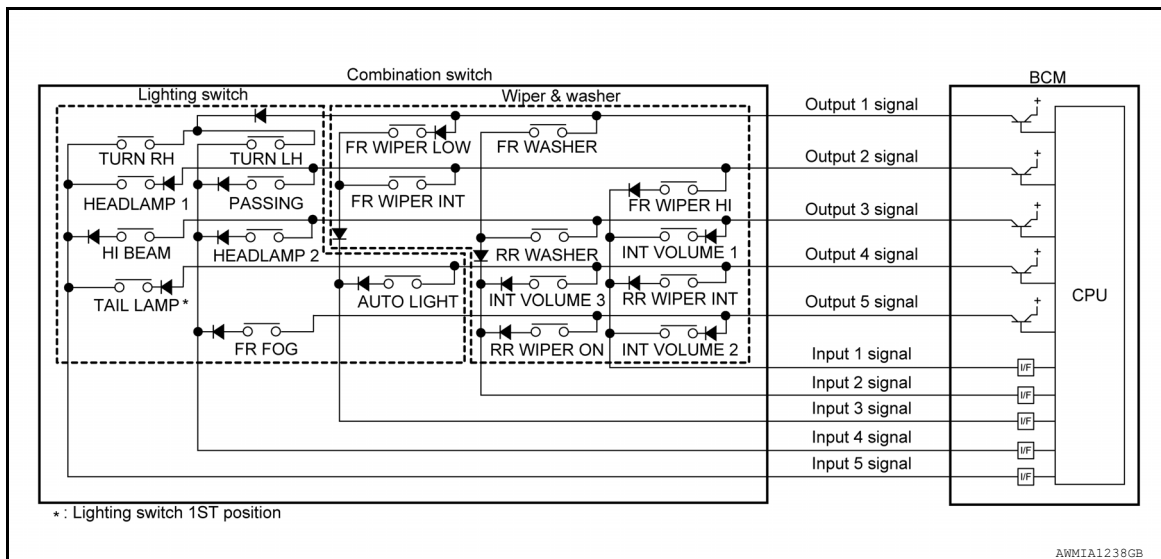 Combination switch
BCM
Lighting switch
Wiper & washer
Output 1 signal
+
TURN RH
TURN LH
FR WIPER LOW
FR WASHER
Output 2 signal
+
HEADLAMP 1
PASSING
FR WIPER INT
FR WIPER HI
Output 3 signal
+
HI BEAM
HEADLAMP 2
RR WASHER
INT VOLUME 1
Output 4 signal
+
TAIL LAMP*
AUTO LIGHT
INT VOLUME 3
RR WIPER INT
CPU
Output 5 signal
+
FR FOG
RR WIPER ON
INT VOLUME 2
Input 1 signal
I/F
Input 2 signal
I/F
Input 3 signal
I/F
Input 4 signal
I/F
Input 5 signal
I/F
* : Lighting switch 1ST position
AWMIA1238GB